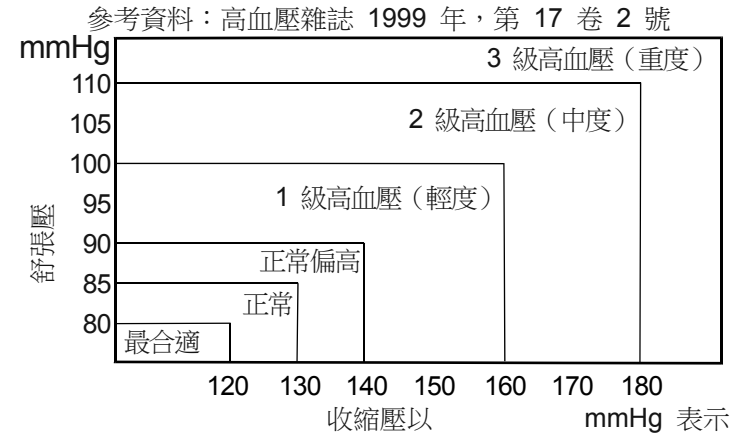 參考資料：高血壓雜誌 1999 年，第 17 卷 2 號
mmHg
3 級高血壓（重度）
110
105
2 級高血壓（中度）
100
95
1 級高血壓（輕度）
90
正常偏高
85
正常
80
最合適
舒張壓
120 130 140 150 160 170 180
收縮壓以 mmHg 表示